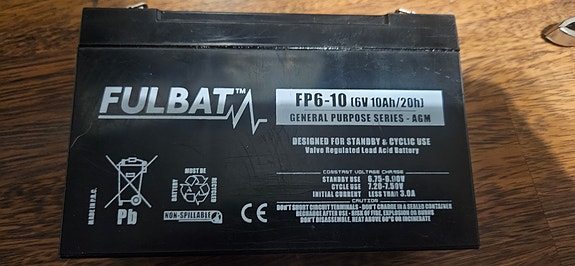 FULBAT™
FP6-10 (6V 10Ah/20h)
GENERAL PURPOSE SERIES - AGM
DESIGNED FOR STANDBY & CYCLIC USE
Valve Regulated Lead Acid Battery
CONSTANT VOLTAGE CHARGE
STANDBY USE 6.75-6.90V
CYCLE USE 7.20-7.50V
INITIAL CURRENT LESS THAN 3.0A
CAUTION
DON'T SHORT CIRCUIT TERMINALS - DON'T CHARGE IN A SEALED CONTAINER
RECHARGE AFTER USE - RISK OF FIRE, EXPLOSION OR BURNS
DON'T DISASSEMBLE, HEAT ABOVE 60°C OR INCINERATE
MADE IN P.R.C.
Pb
BATTERY
MUST BE
RECYCLED
NON-SPILLABLE
CE